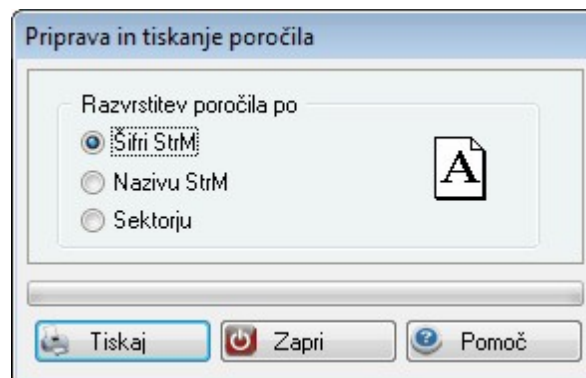 Priprava in tiskanje poročila
Razvrstitev poročila po
Šifri StrM
A
Nazivu StrM
Sektorju
Tiskaj Zapri Pomoč